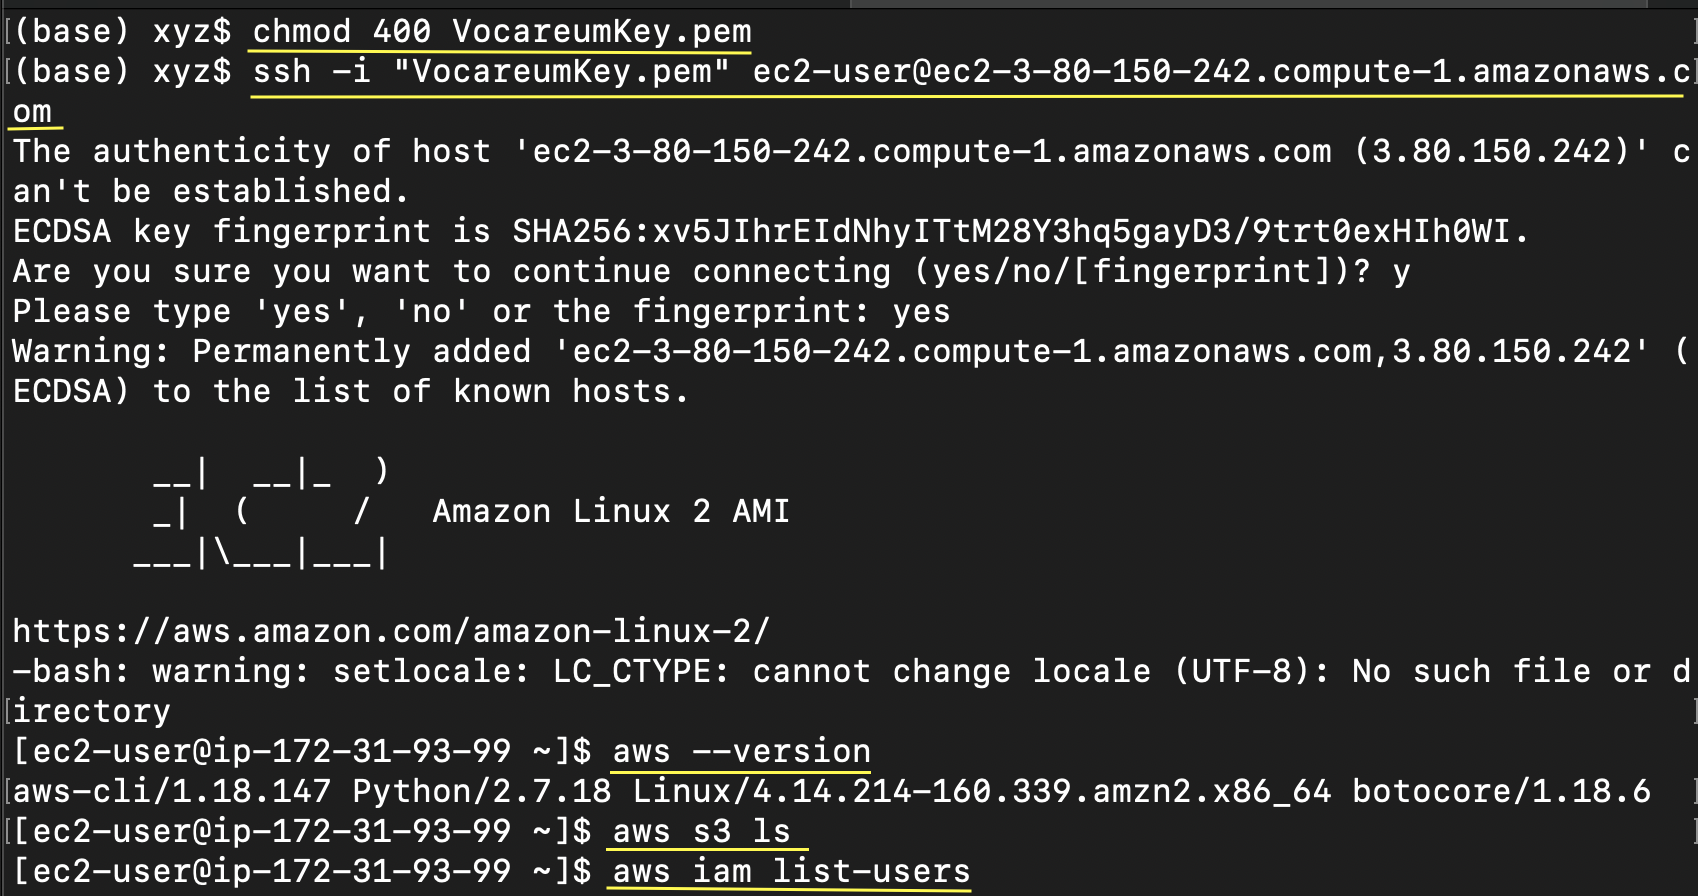 (base) xyz$ chmod 400 VocareumKey.pem
(base) xyz$ ssh -i "VocareumKey.pem" ec2-user@ec2-3-80-150-242.compute-1.amazonaws.c
om
The authenticity of host 'ec2-3-80-150-242.compute-1.amazonaws.com (3.80.150.242)' c
an't be established.
ECDSA key fingerprint is SHA256:xv5JIhrEIdNhyITtM28Y3hq5gayD3/9trt0exHIh0WI.
Are you sure you want to continue connecting (yes/no/[fingerprint])? y
Please type 'yes', 'no' or the fingerprint: yes
Warning: Permanently added 'ec2-3-80-150-242.compute-1.amazonaws.com,3.80.150.242' (
ECDSA) to the list of known hosts.
       __|  __|_  )
       _|  (     /   Amazon Linux 2 AMI
      ___|\___|___|
https://aws.amazon.com/amazon-linux-2/
-bash: warning: setlocale: LC_CTYPE: cannot change locale (UTF-8): No such file or d
irectory
[ec2-user@ip-172-31-93-99 ~]$ aws --version
aws-cli/1.18.147 Python/2.7.18 Linux/4.14.214-160.339.amzn2.x86_64 botocore/1.18.6
[ec2-user@ip-172-31-93-99 ~]$ aws s3 ls
[ec2-user@ip-172-31-93-99 ~]$ aws iam list-users